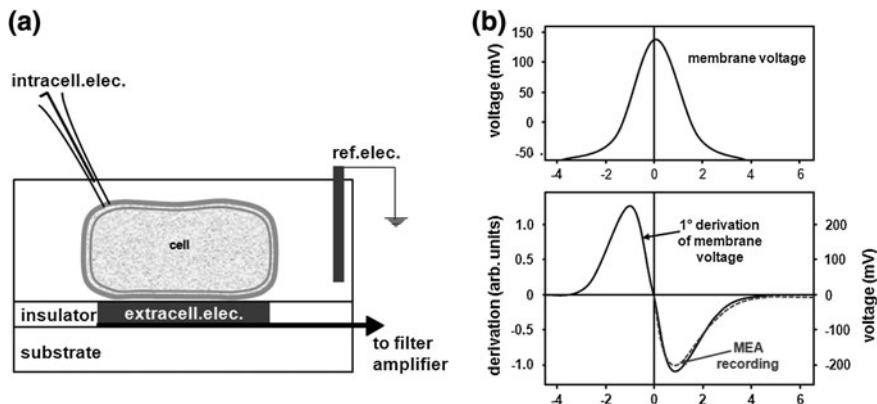 (a)
intracell.elec.
ref.elec.
cell
insulator
extracell.elec.
substrate
to filter
amplifier
(b)
voltage (mV)
150
100
50
0
-50
membrane voltage
-4 -2 0 2 4 6
derivation (arb. units)
1.0
0.5
0
-0.5
-1.0
1° derivation
of membrane
voltage
MEA
recording
200
100
0
-100
-200
voltage (mV)
-4 -2 0 2 4 6